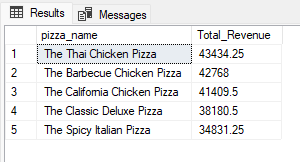 Results Messages
pizza_name Total_Revenue
1 The Thai Chicken Pizza 43434.25
2 The Barbecue Chicken Pizza 42768
3 The California Chicken Pizza 41409.5
4 The Classic Deluxe Pizza 38180.5
5 The Spicy Italian Pizza 34831.25